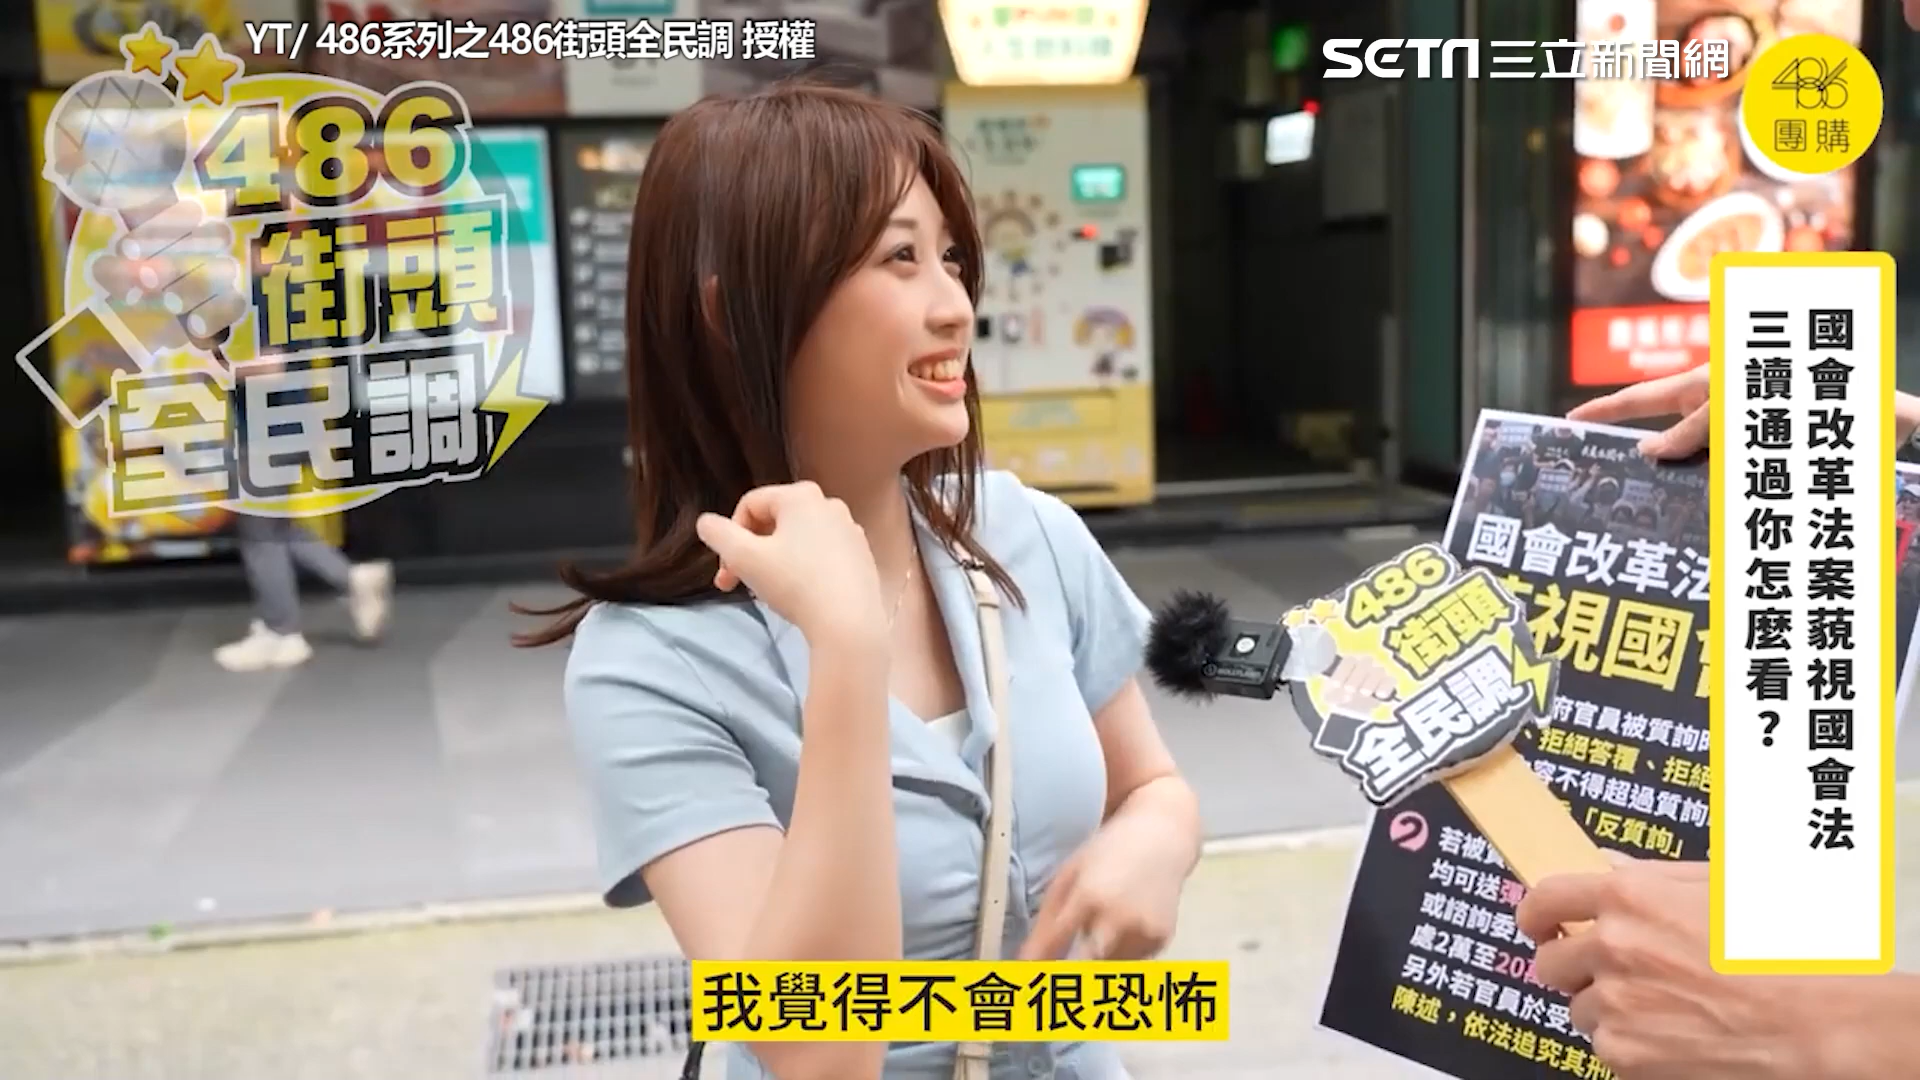 YT/ 486系列之486街頭全民調 授權
SETN三立新聞網
486
團購
486
街頭
全民調
國會改革法案藐視國會法
三讀通過你怎麼看?
國會改革法
視國會
486
街頭
全民調
府官員被質詢時
、拒絕答覆、拒絕
容不得超過質詢
「反質詢」
2
若被質
均可送彈
或諮詢委員
處2萬至20萬
另外若官員於受
陳述,依法追究其刑
我覺得不會很恐怖